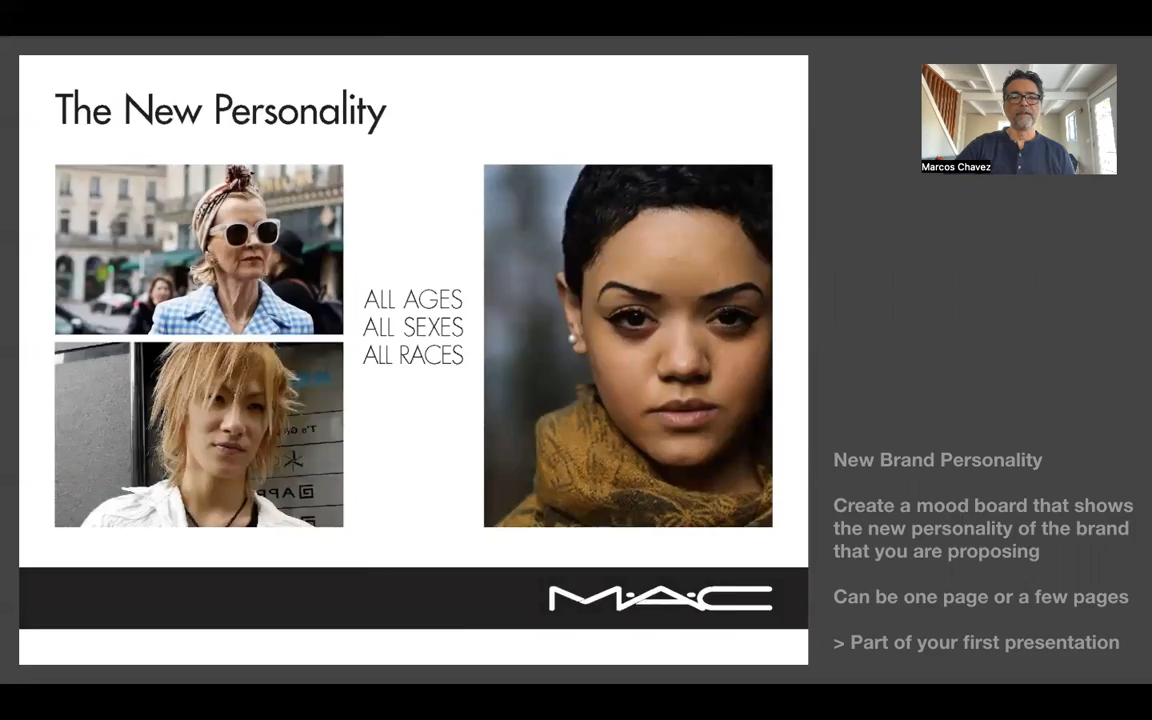 The New Personality
ALL AGES
ALL SEXES
ALL RACES
MAC
Marcos Chavez
New Brand Personality
Create a mood board that shows
the new personality of the brand
that you are proposing
Can be one page or a few pages
> Part of your first presentation